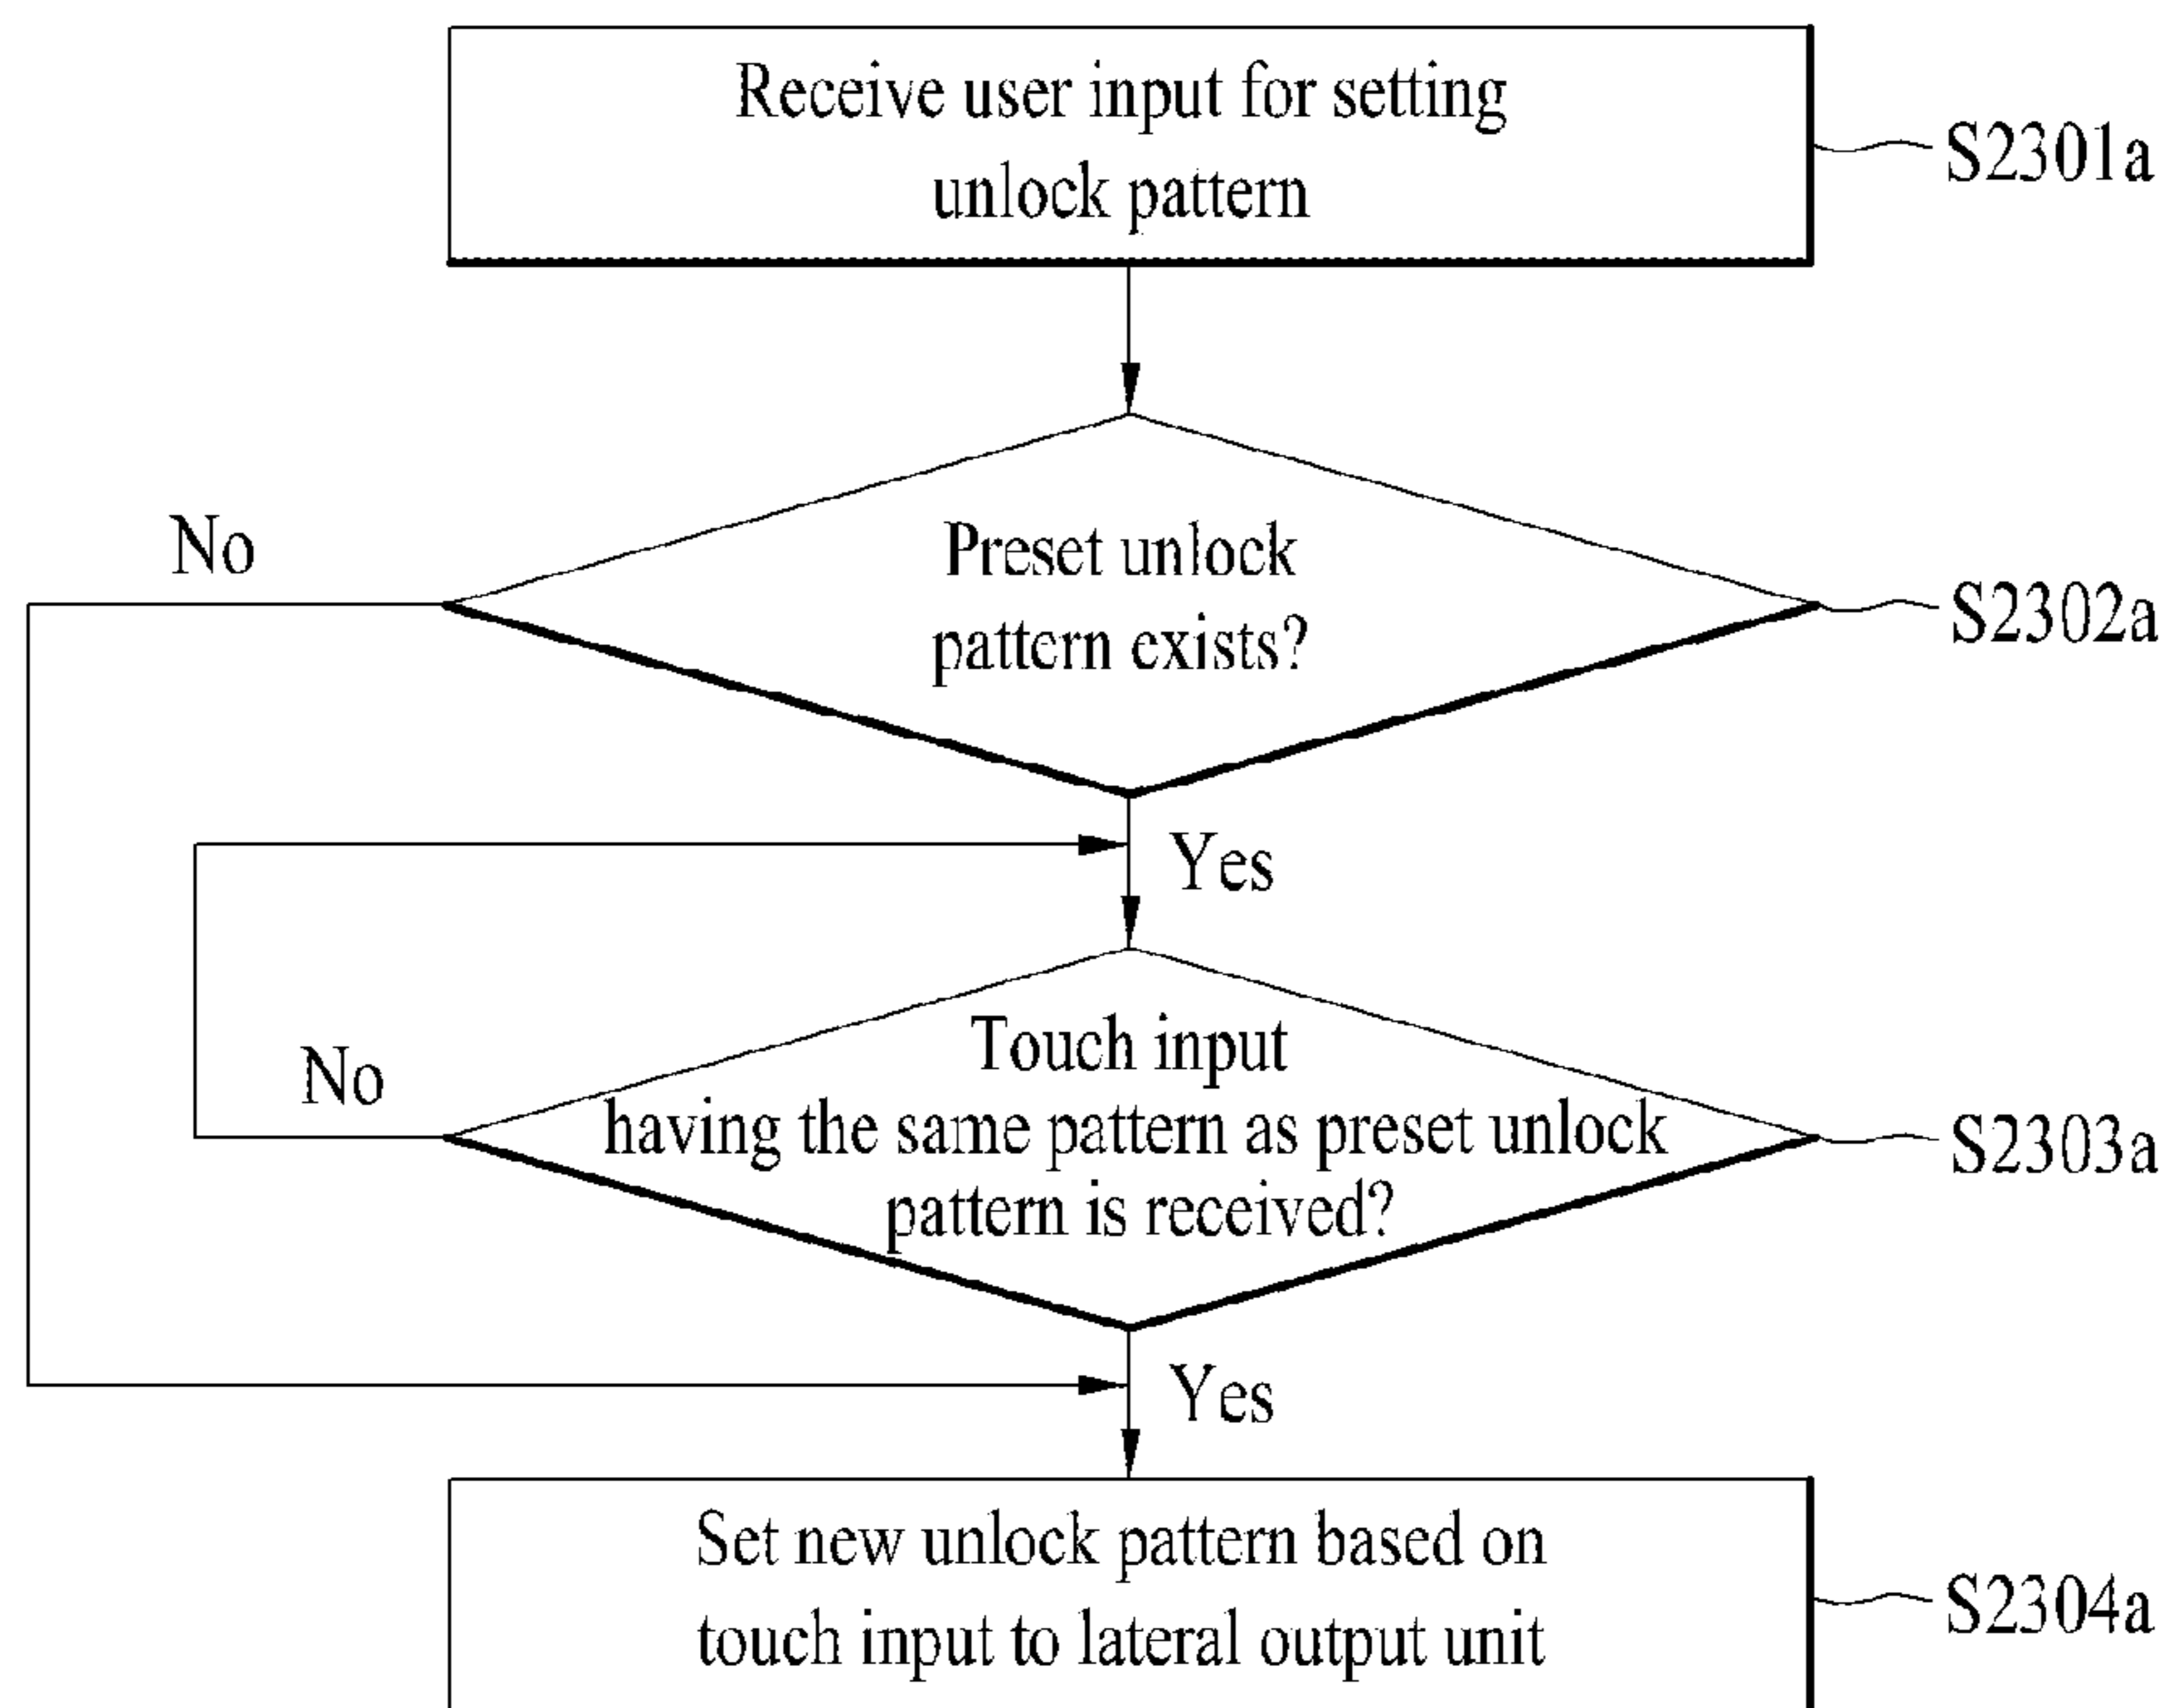 Receive user input for setting
unlock pattern
S2301a
No
Preset unlock
pattern exists?
S2302a
Yes
No
Touch input
having the same pattern as preset unlock
pattern is received?
S2303a
Yes
Set new unlock pattern based on
touch input to lateral output unit
S2304a